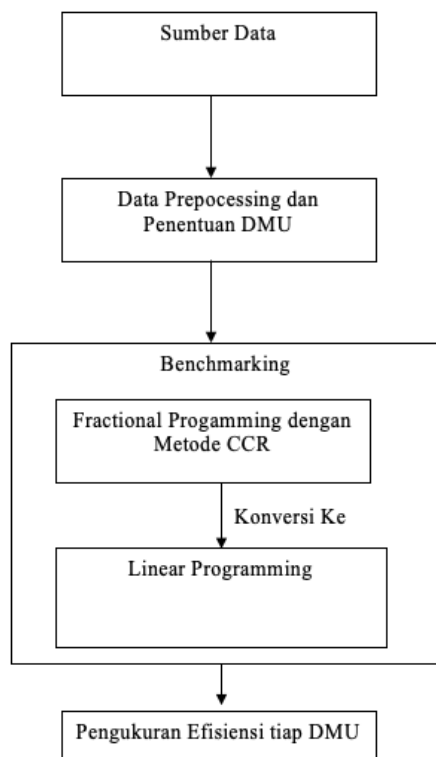 Sumber Data
Data Prepocessing dan
Penentuan DMU
Benchmarking
Fractional Progamming dengan
Metode CCR
Konversi Ke
Linear Programming
Pengukuran Efisiensi tiap DMU